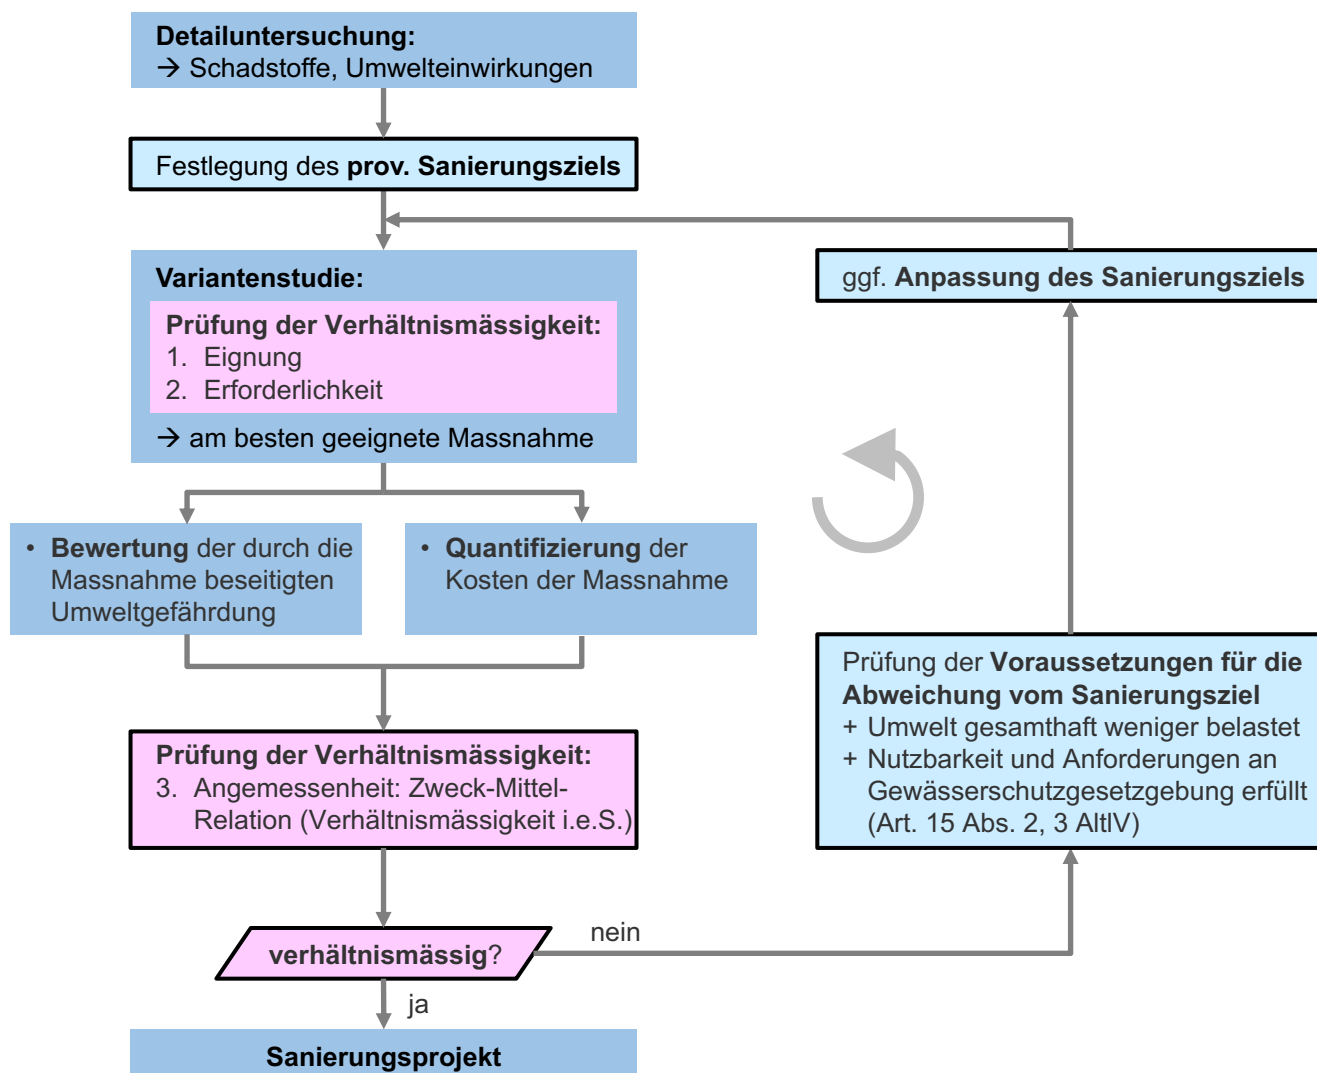 Detailuntersuchung:
→ Schadstoffe, Umwelteinwirkungen
Festlegung des prov. Sanierungsziels
Variantenstudie:
Prüfung der Verhältnismässigkeit:
1. Eignung
2. Erforderlichkeit
→ am besten geeignete Massnahme
• Bewertung der durch die
Massnahme beseitigten
Umweltgefährdung
• Quantifizierung der
Kosten der Massnahme
Prüfung der Verhältnismässigkeit:
3. Angemessenheit: Zweck-Mittel-
Relation (Verhältnismässigkeit i.e.S.)
verhältnismässig?
nein
ja
Sanierungsprojekt
ggf. Anpassung des Sanierungsziels
Prüfung der Voraussetzungen für die
Abweichung vom Sanierungsziel
+ Umwelt gesamthaft weniger belastet
+ Nutzbarkeit und Anforderungen an
Gewässerschutzgesetzgebung erfüllt
(Art. 15 Abs. 2, 3 AltlV)